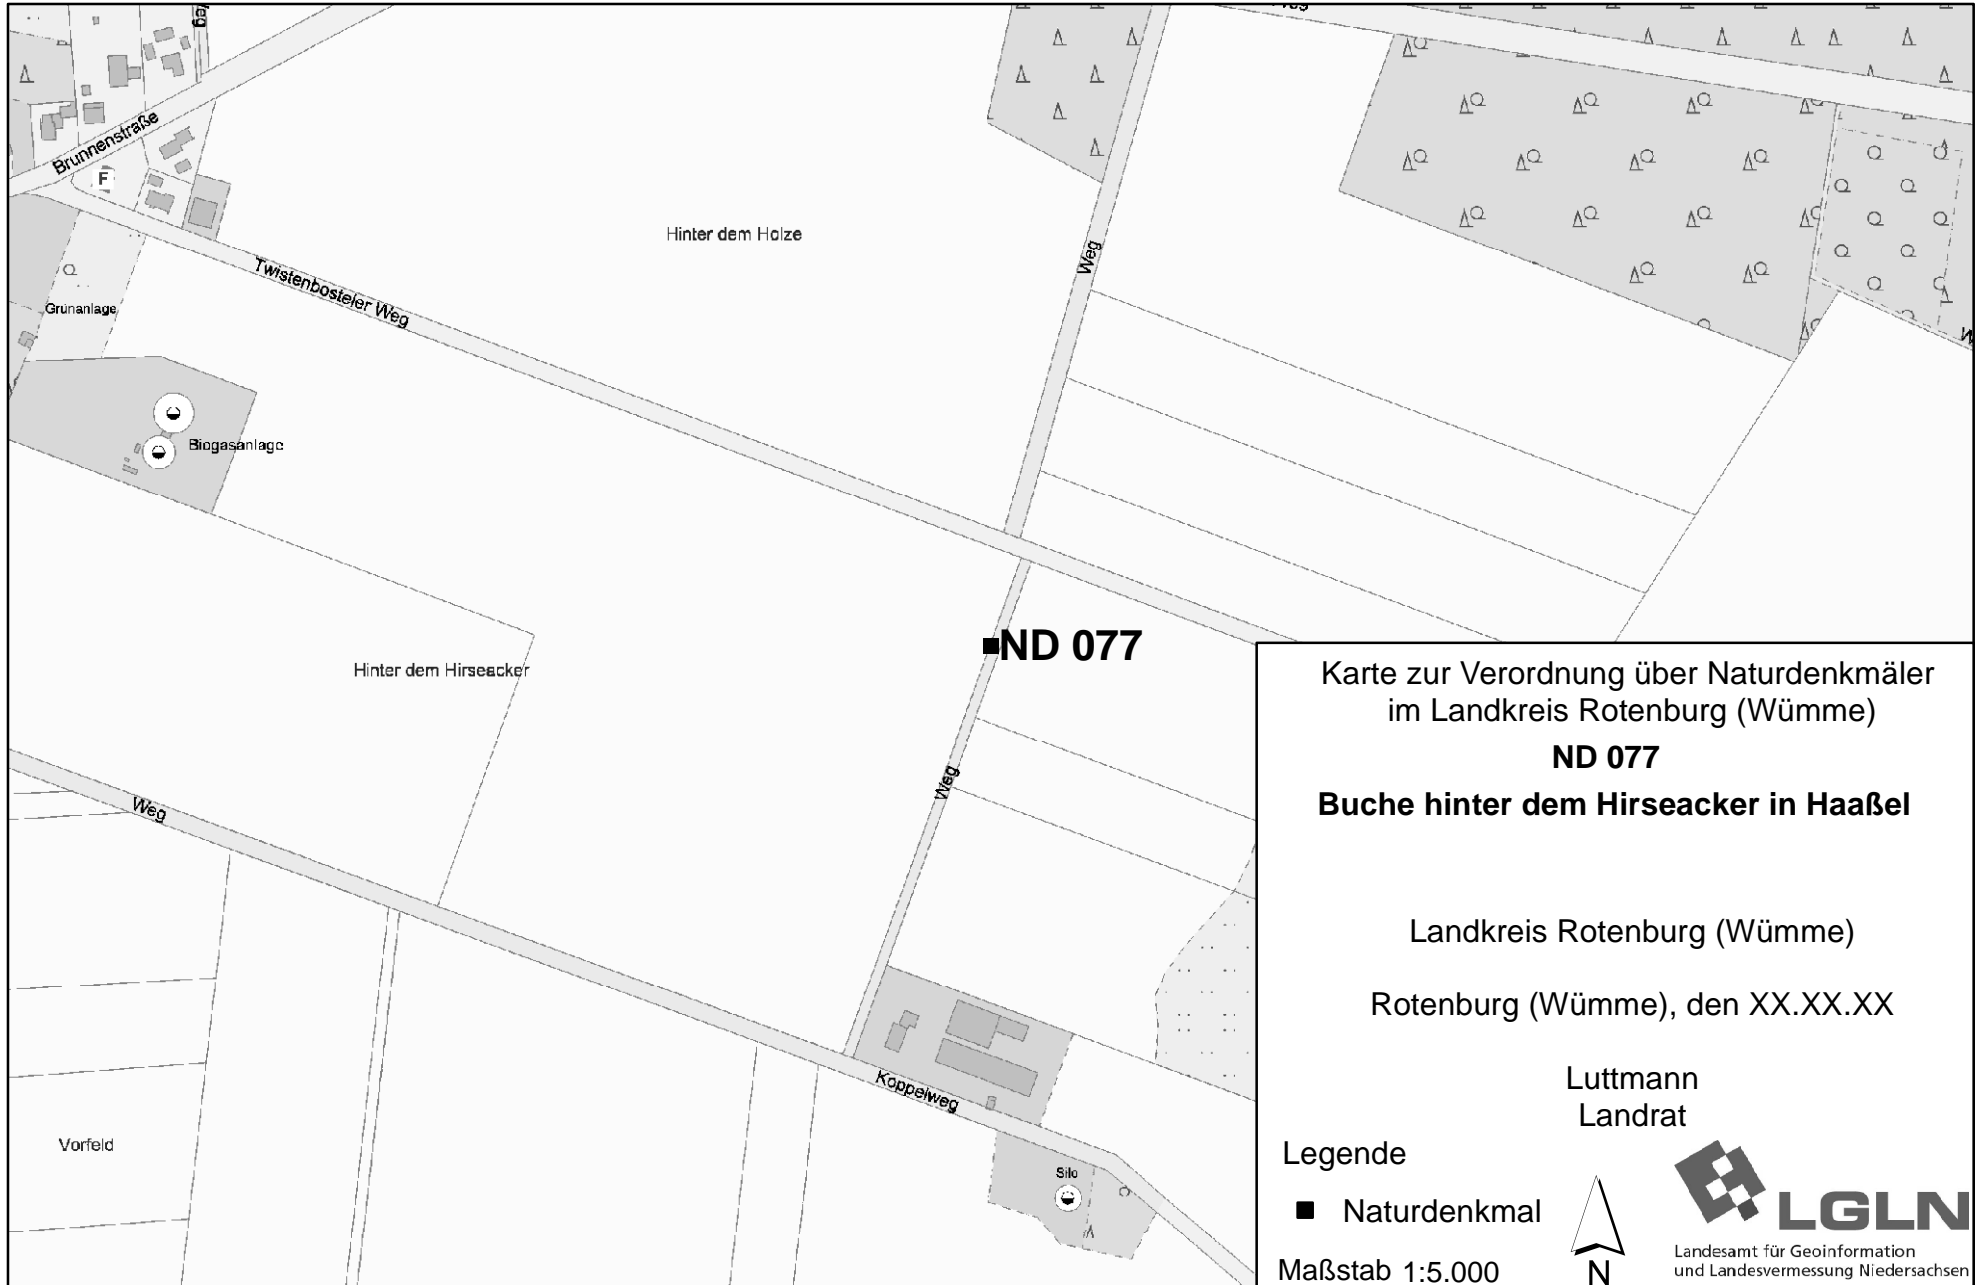 Weg
Weg
Brunnenstraße
F
Hinter dem Holze
Weg
Twistenbosteler Weg
Grünanlage
Biogasanlage
ND 077
Hinter dem Hirseacker
Weg
Weg
Koppelweg
Vorfeld
Silo
Karte zur Verordnung über Naturdenkmäler
im Landkreis Rotenburg (Wümme)
ND 077
Buche hinter dem Hirseacker in Haaßel
Landkreis Rotenburg (Wümme)
Rotenburg (Wümme), den XX.XX.XX
Luttmann
Landrat
Legende
Naturdenkmal
Maßstab 1:5.000
N
LGLN
Landesamt für Geoinformation
und Landesvermessung Niedersachsen